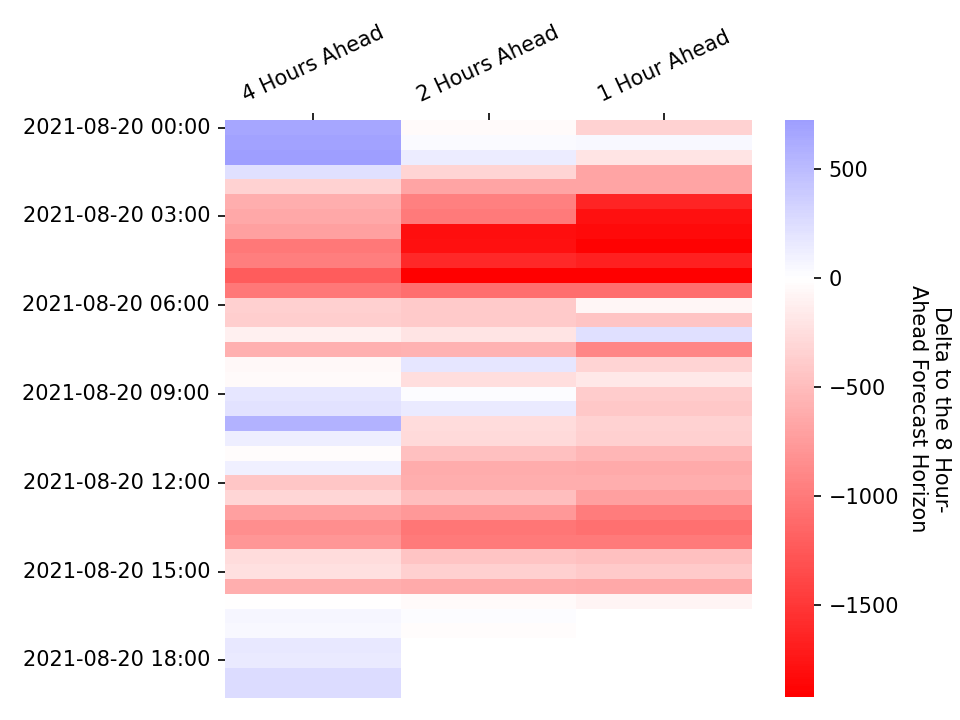 4 Hours Ahead
2 Hours Ahead
1 Hour Ahead
2021-08-20 00:00
2021-08-20 03:00
2021-08-20 06:00
2021-08-20 09:00
2021-08-20 12:00
2021-08-20 15:00
2021-08-20 18:00
500
0
−500
−1000
−1500
Delta to the 8 Hour-
Ahead Forecast Horizon